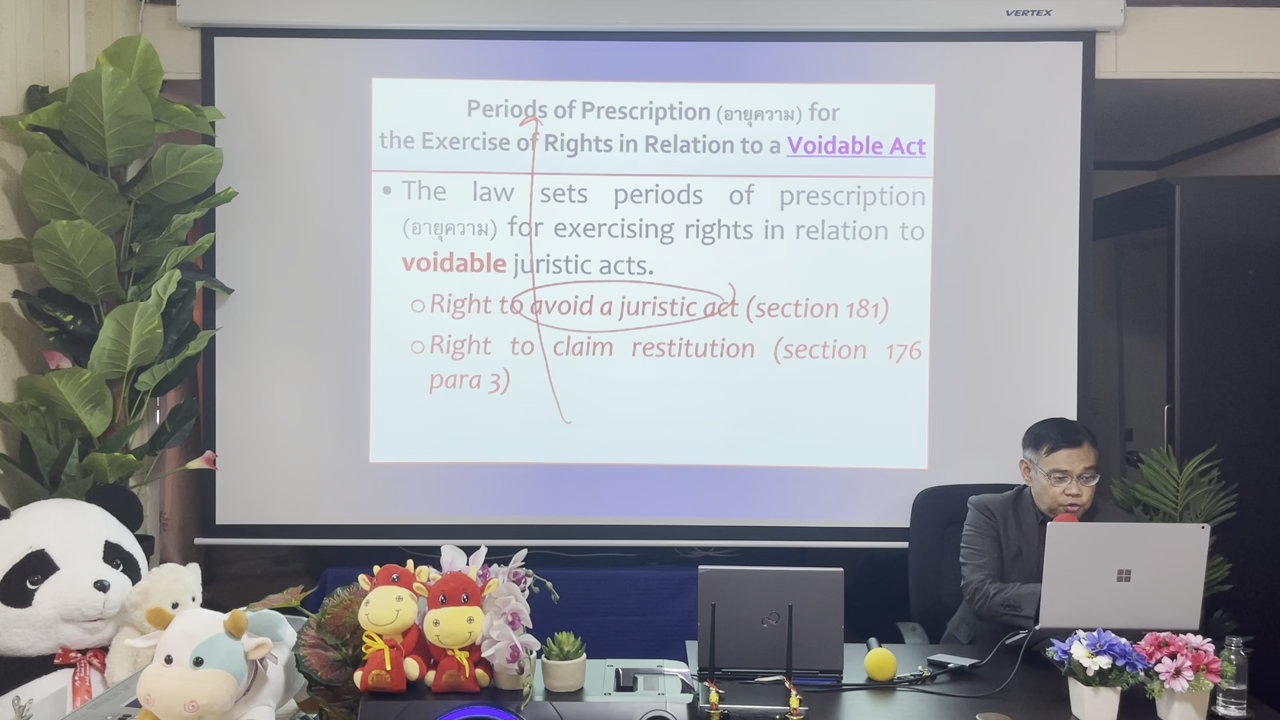 VERTEX
Periods of Prescription (อายุความ) for
the Exercise of Rights in Relation to a Voidable Act
• The law sets periods of prescription
(อายุความ) for exercising rights in relation to
voidable juristic acts.
○ Right to avoid a juristic act (section 181)
○ Right to claim restitution (section 176
para 3)